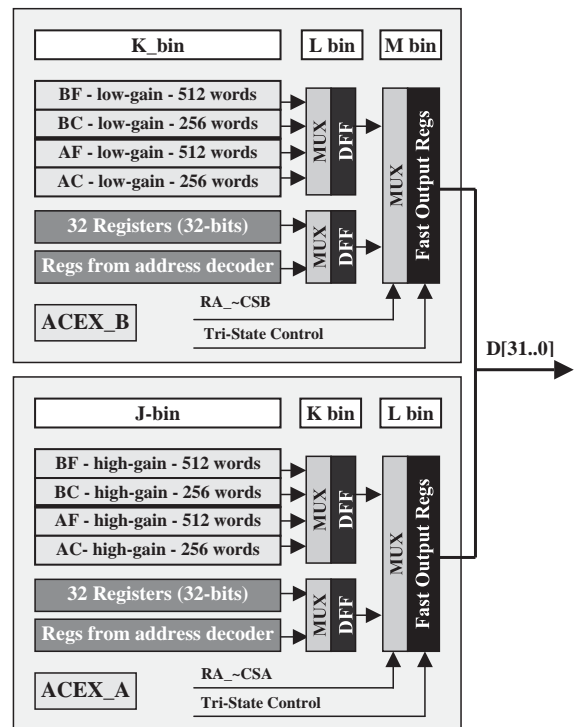 K_bin L bin M bin
BF - low-gain - 512 words
BC - low-gain - 256 words
AF - low-gain - 512 words
AC - low-gain - 256 words
MUX DFF
32 Registers (32-bits)
Regs from address decoder
MUX DFF
MUX Fast Output Regs
RA_~CSB
ACEX_B
Tri-State Control
D[31..0]
J-bin K bin L bin
BF - high-gain - 512 words
BC - high-gain - 256 words
AF - high-gain - 512 words
AC- high-gain - 256 words
MUX DFF
32 Registers (32-bits)
Regs from address decoder
MUX DFF
MUX Fast Output Regs
RA_~CSA
ACEX_A
Tri-State Control